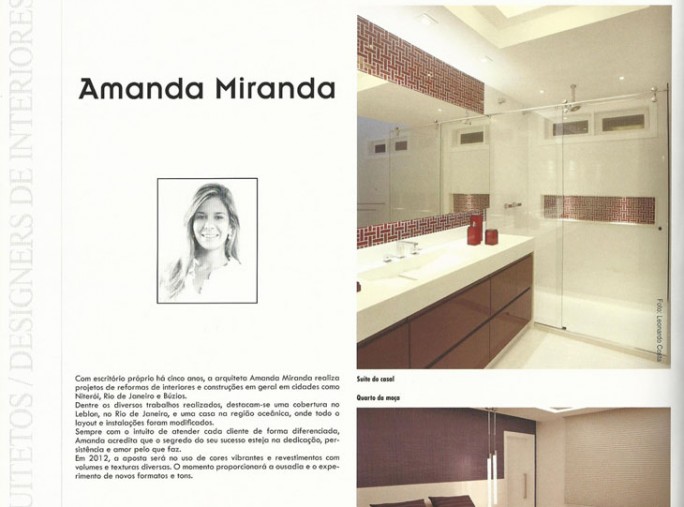 UITETOS / DESIGNERS DE INTERIORES
Amanda Miranda
Com escritório próprio há cinco anos, a arquiteta Amanda Miranda realiza
projetos de reformas de interiores e construções em geral em cidades como
Niterói, Rio de Janeiro e Búzios.
Dentre os diversos trabalhos realizados, destacam-se uma cobertura no
Leblon, no Rio de Janeiro, e uma casa na região oceânica, onde todo o
layout e instalações foram modificados.
Sempre com o intuito de atender cada cliente de forma diferenciada,
Amanda acredita que o segredo do seu sucesso esteja na dedicação, per-
sistência e amor pelo que faz.
Em 2012, a aposta será no uso de cores vibrantes e revestimentos com
volumes e texturas diversas. O momento proporcionará a ousadia e o expe-
rimento de novos formatos e tons.
Foto: Leonardo Costa
Suíte do casal
Quarto da moça